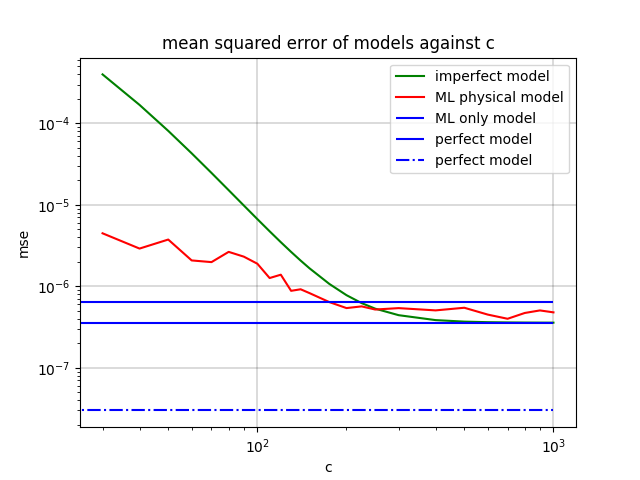 mean squared error of models against c
imperfect model
ML physical model
ML only model
perfect model
perfect model
10⁻⁴
10⁻⁵
10⁻⁶
10⁻⁷
mse
10² 10³
c